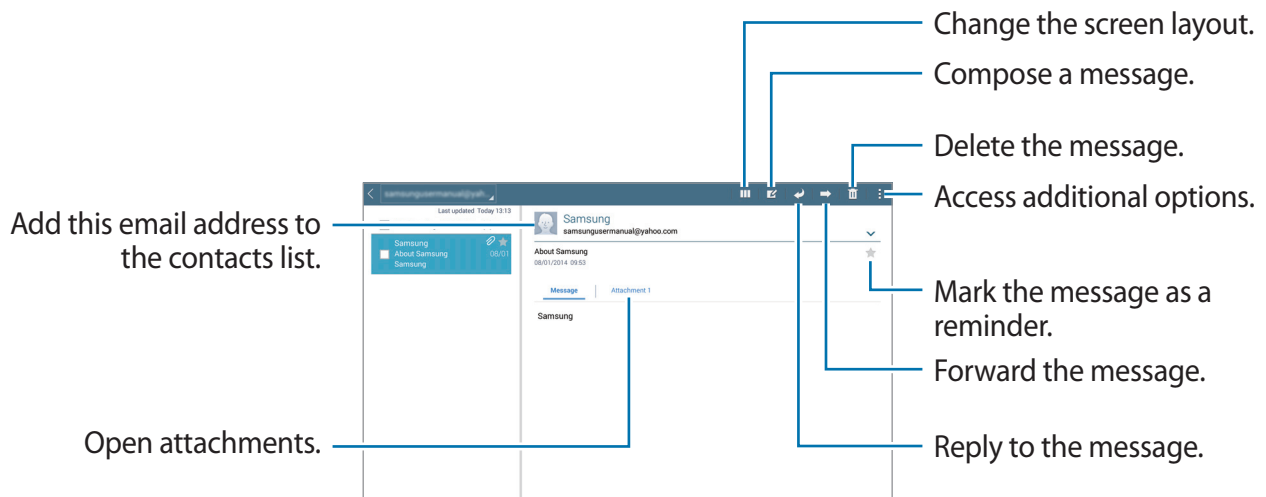 Change the screen layout.
Compose a message.
Delete the message.
Access additional options.
Add this email address to
the contacts list.
Last updated Today 13:13
Samsung
About Samsung 08/01
Samsung
Samsung
samsungusermanual@yahoo.com
About Samsung
08/01/2014 09:53
Message Attachment 1
Samsung
Mark the message as a
reminder.
Forward the message.
Open attachments.
Reply to the message.